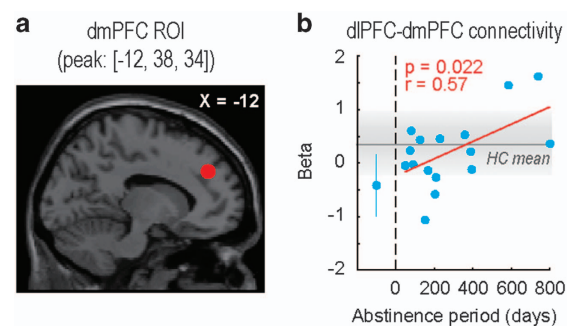 a
dmPFC ROI
(peak: [-12, 38, 34])
X = -12
b
dlPFC-dmPFC connectivity
p = 0.022
r = 0.57
HC mean
Beta
2
1
0
-1
-2
0 200 400 600 800
Abstinence period (days)